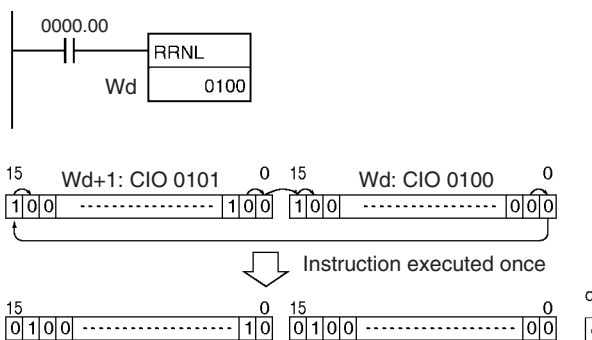 0000.00
RRNL
Wd 0100
15 Wd+1: CIO 0101 0 15 Wd: CIO 0100 0
1 0 0 1 0 0 1 0 0 0 0 0
Instruction executed once
15 0 15 0
0 1 0 0 1 0 0 1 0 0 0 0